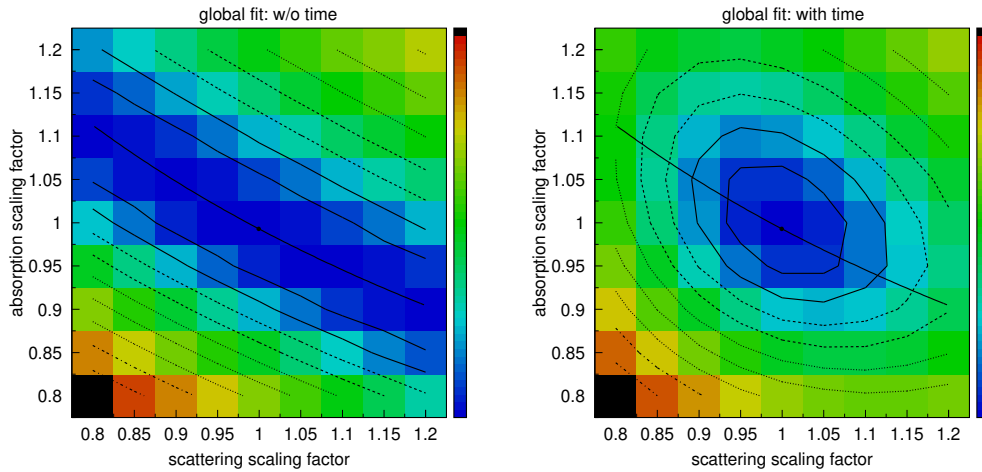 global fit: w/o time
absorption scaling factor
1.2
1.15
1.1
1.05
1
0.95
0.9
0.85
0.8
0.8 0.85 0.9 0.95 1 1.05 1.1 1.15 1.2
scattering scaling factor
global fit: with time
absorption scaling factor
1.2
1.15
1.1
1.05
1
0.95
0.9
0.85
0.8
0.8 0.85 0.9 0.95 1 1.05 1.1 1.15 1.2
scattering scaling factor